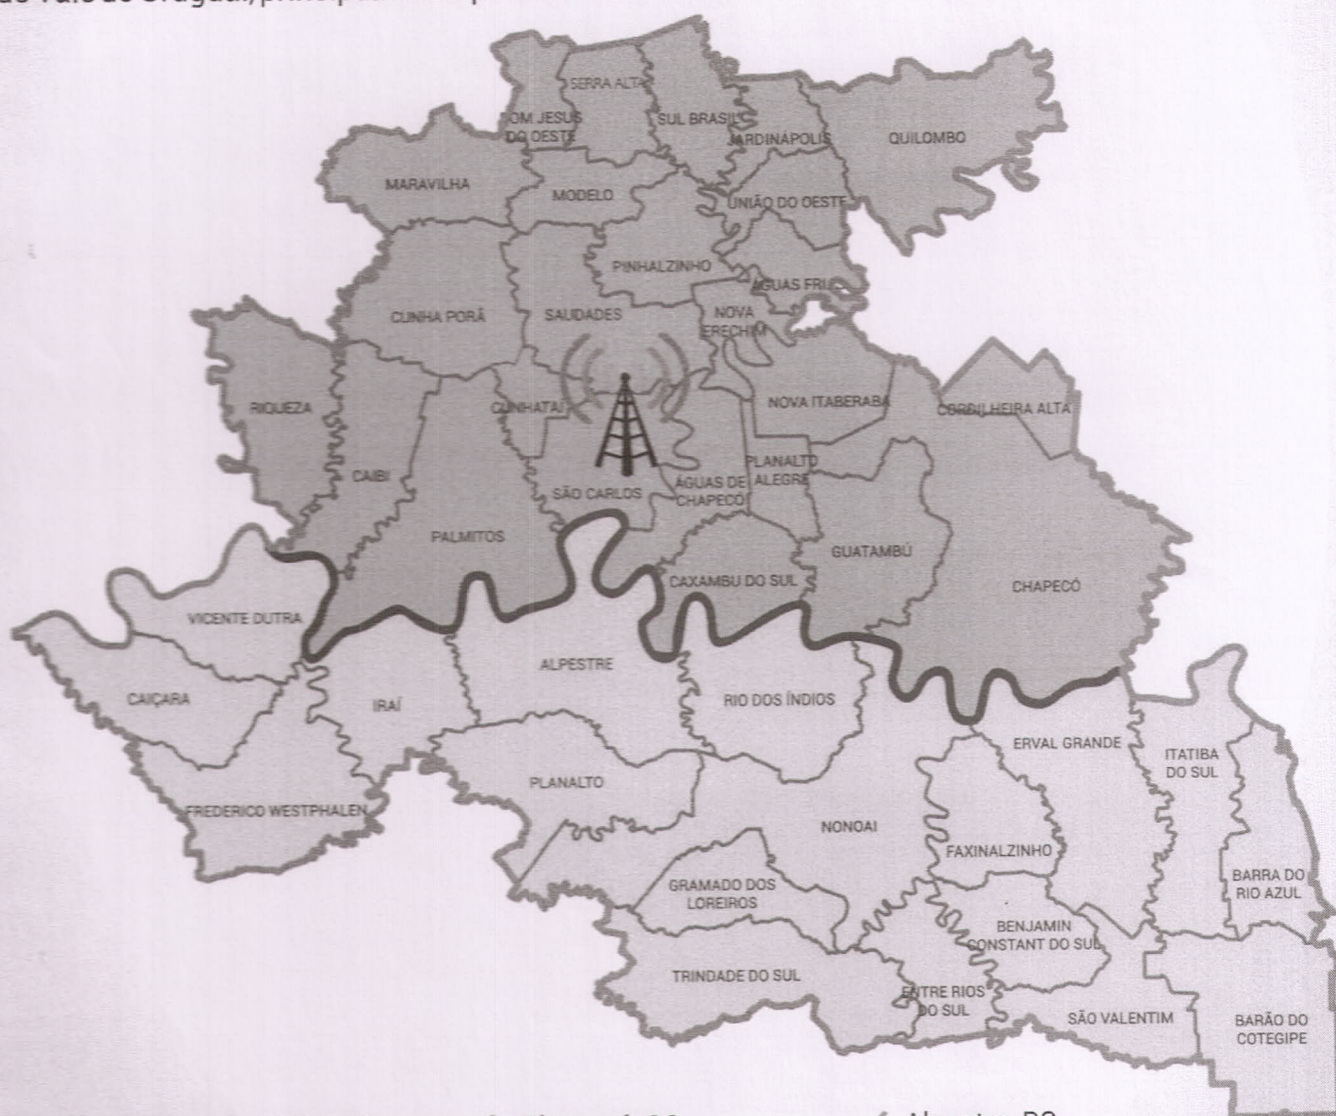 SERRA ALTA
OM JESUS
DO OESTE
SUL BRASIL
JARDINÁPOLIS
QUILOMBO
MARAVILHA
MODELO
UNIÃO DO OESTE
PINHALZINHO
ÁGUAS FRI
CUNHA PORÃ
SAUDADES
NOVA
ERECHIM
RIQUEZA
CUNHATAÍ
NOVA ITABERABA
CORDILHEIRA ALTA
CAIBI
SÃO CARLOS
ÁGUAS DE
CHAPECÓ
PLANALTO
ALEGRE
PALMITOS
GUATAMBÚ
CAXAMBU DO SUL
CHAPECÓ
VICENTE DUTRA
CAIÇARA
IRAÍ
ALPESTRE
RIO DOS ÍNDIOS
ERVAL GRANDE
ITATIBA
DO SUL
FREDERICO WESTPHALEN
PLANALTO
NONOAI
FAXINALZINHO
BARRA DO
RIO AZUL
GRAMADO DOS
LOREIROS
BENJAMIN
CONSTANT DO SUL
TRINDADE DO SUL
ENTRE RIOS
DO SUL
SÃO VALENTIM
BARÃO DO
COTEGIPE